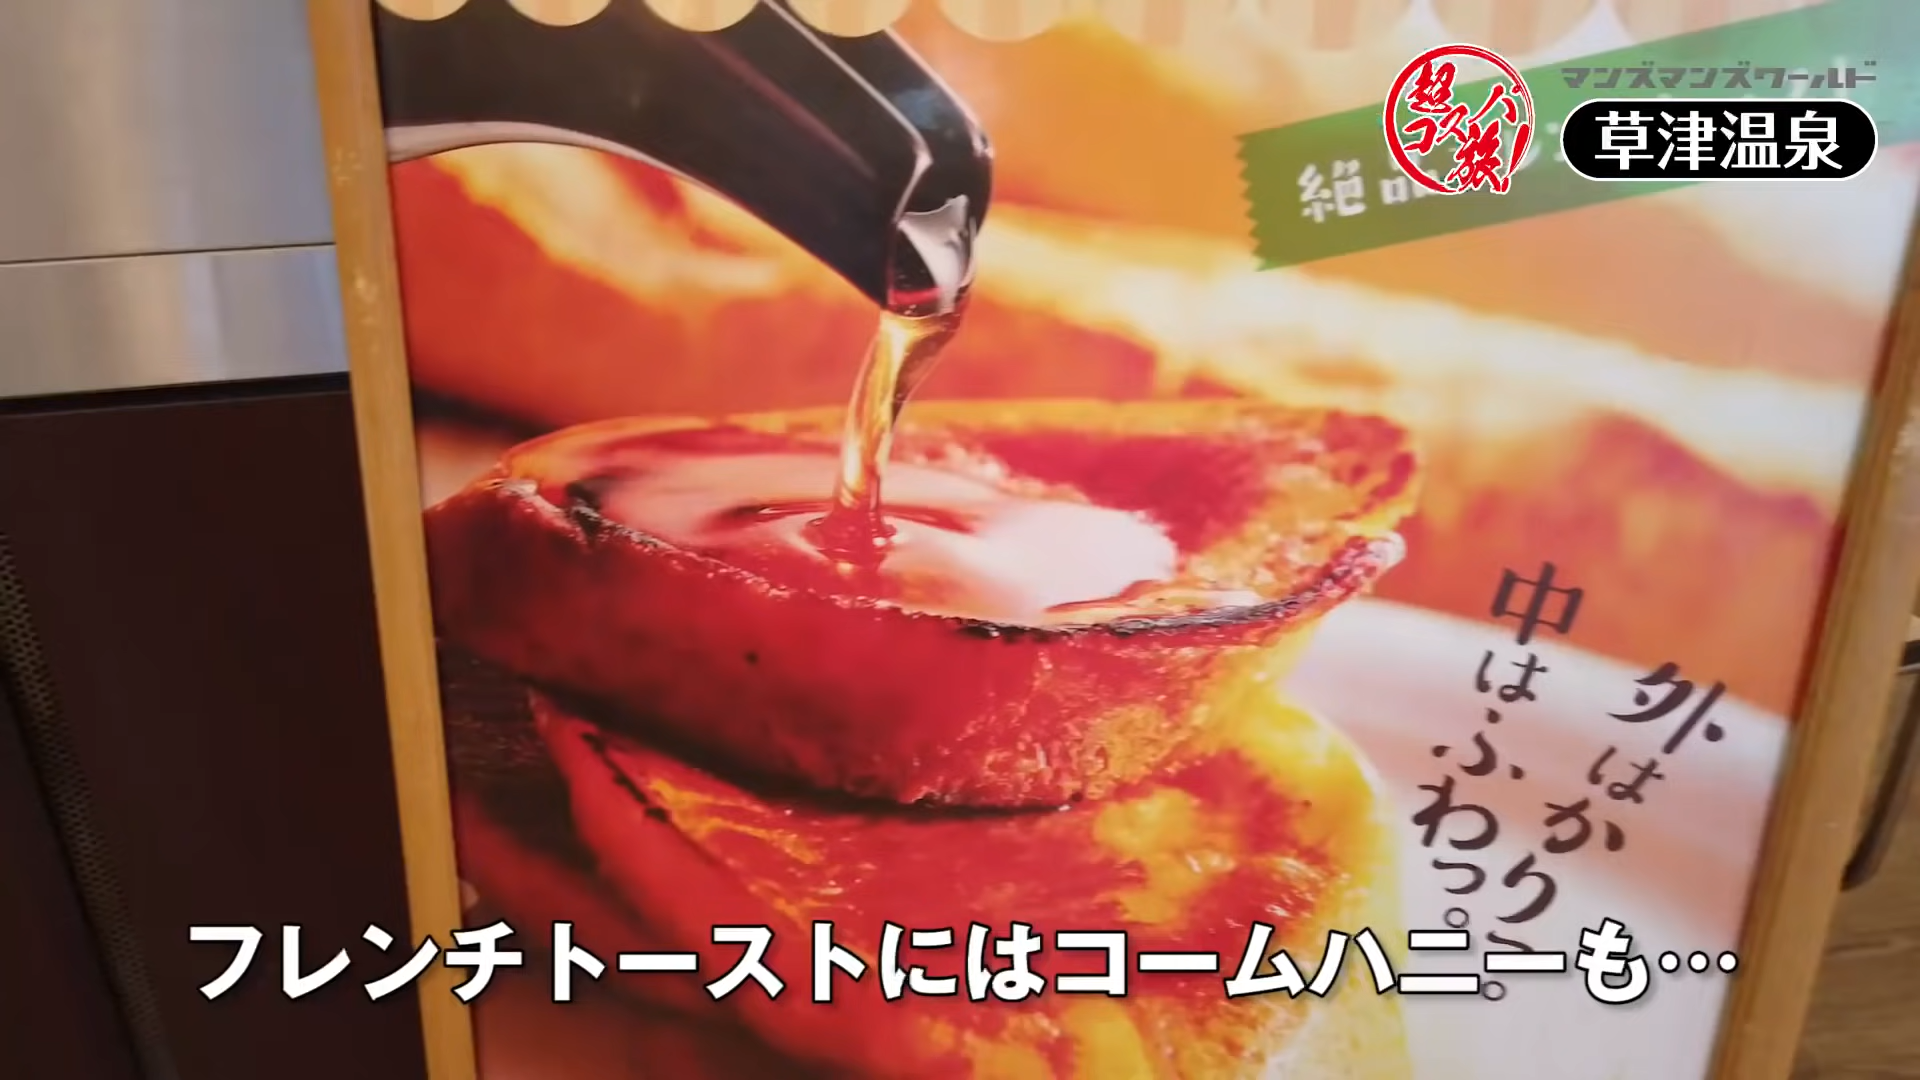 超コスパ旅!
マンズマンズワールド
草津温泉
外はかりっ。
中は・ふわっ。
フレンチトーストにはコームハニーも…